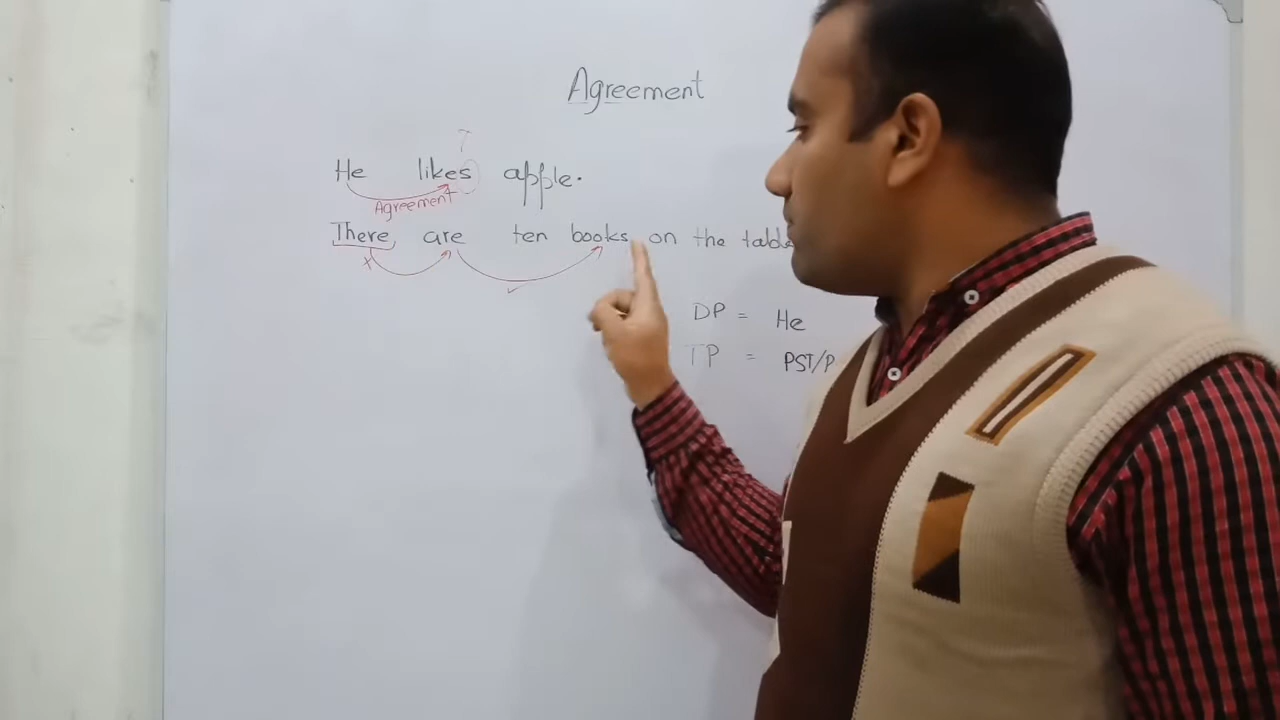 Agreement
T
He likes apple.
Agreement
There are ten books on the table
DP = He
TP = PST/P